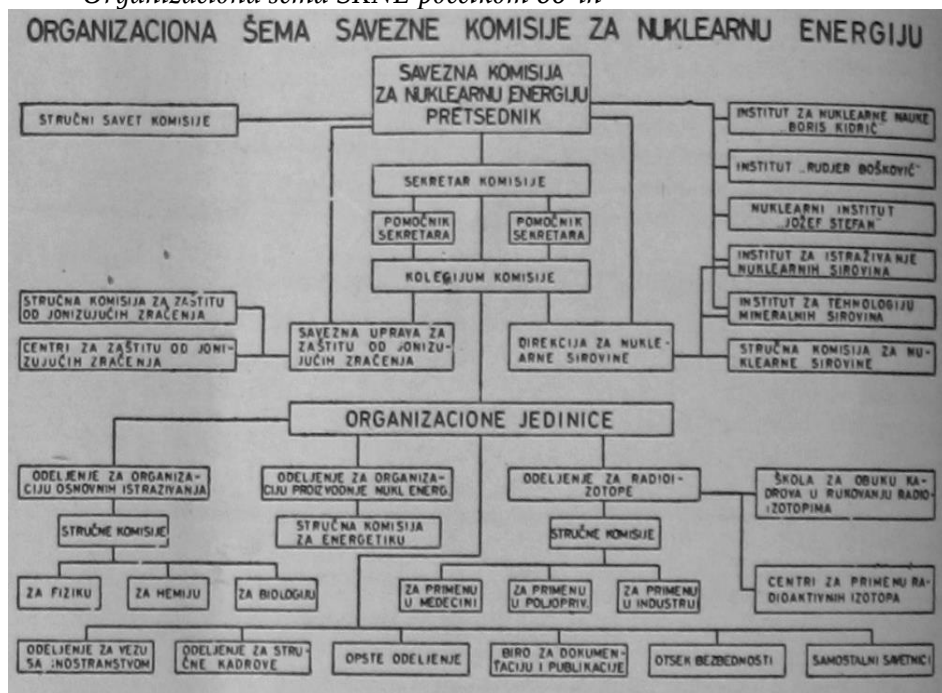 Organizaciona šema SKNE početkom 60-ih
ORGANIZACIONA ŠEMA SAVEZNE KOMISIJE ZA NUKLEARNU ENERGIJU
SAVEZNA KOMISIJA
ZA NUKLEARNU ENERGIJU
PRETSEDNIK
STRUČNI SAVET KOMISIJE
INSTITUT ZA NUKLEARNE NAUKE
„BORIS KIDRIČ"
INSTITUT „RUDJER BOŠKOVIĆ"
SEKRETAR KOMISIJE
POMOČNIK
SEKRETARA
POMOČNIK
SEKRETARA
NUKLEARNI INSTITUT
„JOŽEF STEFAN"
KOLEGIJUM KOMISIJE
INSTITUT ZA ISTRAŽIVANJE
NUKLEARNIH SIROVINA
STRUČNA KOMISIJA ZA ZAŠTITU
OD JONIZUJUĆIH ZRAČENJA
INSTITUT ZA TEHNOLOGIJU
MINERALNIH SIROVINA
CENTRI ZA ZAŠTITU OD JONI-
ZUJUĆIH ZRAČENJA
SAVEZNA UPRAVA ZA
ZAŠTITU OD JONIZU-
JUĆIH ZRAČENJA
DIREKCIJA ZA NUKLE-
ARNE SIROVINE
STRUČNA KOMISIJA ZA NU-
KLEARNE SIROVINE
ORGANIZACIONE JEDINICE
ODELJENJE ZA ORGANIZA-
CIJU OSNOVNIH ISTRAŽIVANJA
ODELJENJE ZA ORGANIZA-
CIJU PROIZVODNJE NUKL ENERG.
ODELJENJE ZA RADIOI-
ZOTOPE
ŠKOLA ZA OBUKU KA-
DROVA U RUKOVANJU RADIO-
IZOTOPIMA
STRUČNE KOMISIJE
STRUČNA KOMISIJA
ZA ENERGETIKU
STRUČNE KOMISIJE
ZA FIZIKU
ZA HEMIJU
ZA BIOLOGIJU
ZA PRIMENU
U MEDECINI
ZA PRIMENU
U POLJOPRIV.
ZA PRIMENU
U INDUSTRIJI
CENTRI ZA PRIMENU RA-
DIOAKTIVNIH IZOTOPA
ODELJENJE ZA VEZU
SA INOSTRANSTVOM
ODELJENJE ZA STRU-
ČNE KADROVE
OPSTE ODELJENJE
BIRO ZA DOKUMEN-
TACIJU I PUBLIKACIJE
OTSEK BEZBEDNOSTI
SAMOSTALNI SAVETNICI